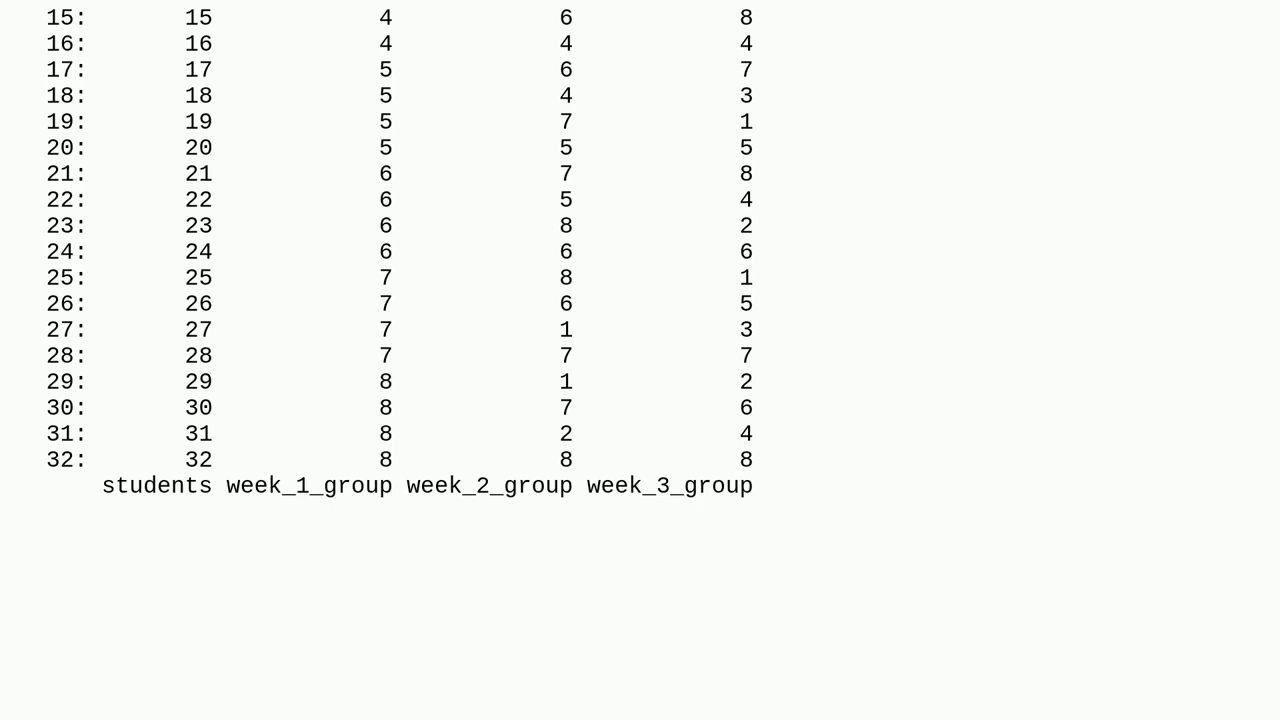 15: 15 4 6 8
16: 16 4 4 4
17: 17 5 6 7
18: 18 5 4 3
19: 19 5 7 1
20: 20 5 5 5
21: 21 6 7 8
22: 22 6 5 4
23: 23 6 8 2
24: 24 6 6 6
25: 25 7 8 1
26: 26 7 6 5
27: 27 7 1 3
28: 28 7 7 7
29: 29 8 1 2
30: 30 8 7 6
31: 31 8 2 4
32: 32 8 8 8
students week_1_group week_2_group week_3_group